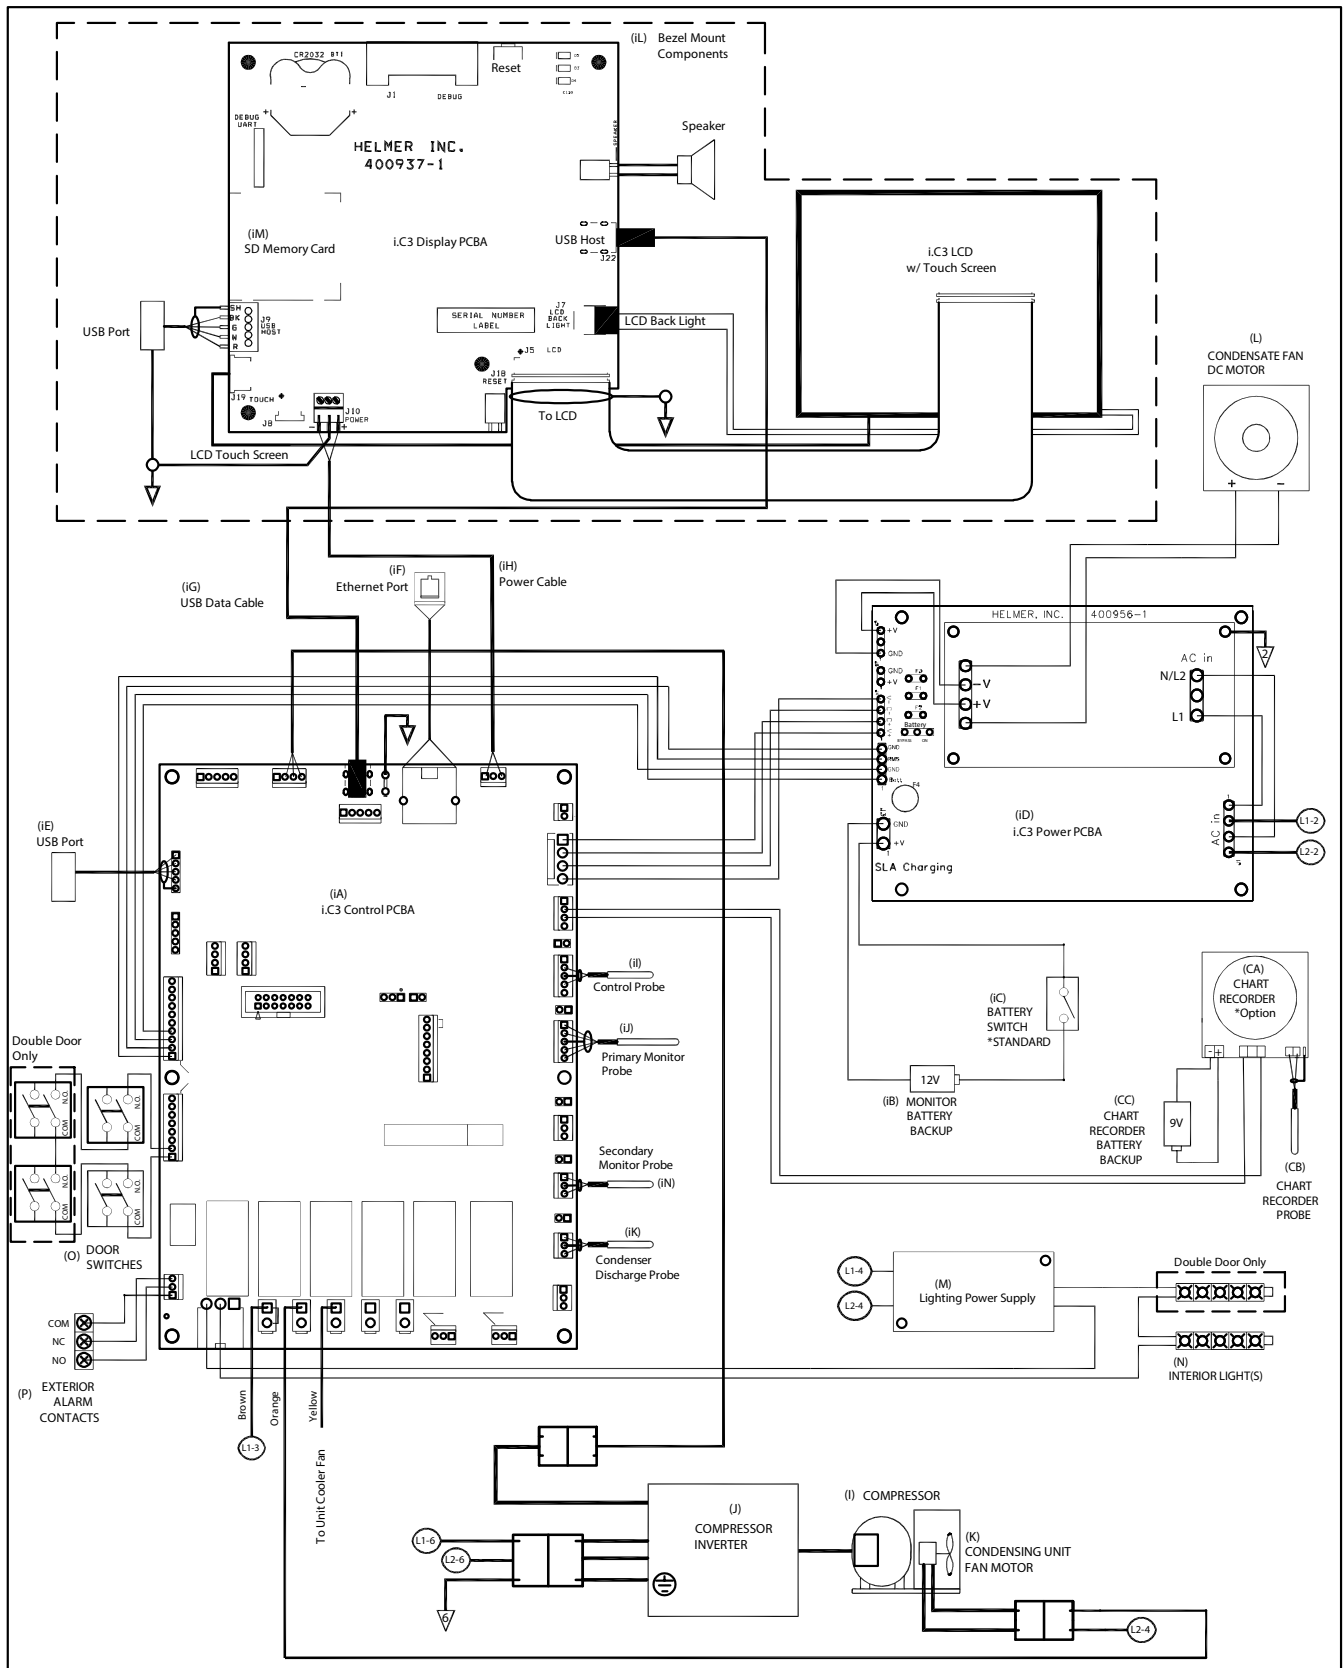 (iL) Bezel Mount
Components
CR2032 BT1
Reset
J1
DEBUG
DEBUG
UART
HELMER INC.
400937-1
SPEAKER
Speaker
(iM)
SD Memory Card
i.C3 Display PCBA
USB Host
J22
i.C3 LCD
w/ Touch Screen
USB Port
SH
BK
G
W
R
J9
USB
HOST
SERIAL NUMBER
LABEL
J7
LCD
BACK
LIGHT
LCD Back Light
J5 LCD
J18
RESET
J19 TOUCH
J8
J10
POWER
- +
To LCD
LCD Touch Screen
(L)
CONDENSATE FAN
DC MOTOR
+ −
(iG)
USB Data Cable
(iF)
Ethernet Port
(iH)
Power Cable
HELMER, INC. 400956-1
+V
GND
GND
+V
F1
Battery
BYPASS ON
GND
GND
Batt
F4
GND
+V
1
SLA Charging
-V
+V
AC in
N/L2
L1
2
(iD)
i.C3 Power PCBA
AC in
1
L1-2
L2-2
(iE)
USB Port
(iA)
i.C3 Control PCBA
(iI)
Control Probe
(iJ)
Primary Monitor
Probe
(iC)
BATTERY
SWITCH
*STANDARD
12V
(iB) MONITOR
BATTERY
BACKUP
(CA)
CHART
RECORDER
*Option
- +
(CC)
CHART
RECORDER
BATTERY
BACKUP
9V
(CB)
CHART
RECORDER
PROBE
Double Door
Only
N.O.
COM
N.O.
COM
N.O.
COM
N.O.
COM
(O) DOOR
SWITCHES
Secondary
Monitor Probe
(iN)
(iK)
Condenser
Discharge Probe
COM
NC
NO
(P) EXTERIOR
ALARM
CONTACTS
L1-4
L2-4
(M)
Lighting Power Supply
Double Door Only
(N)
INTERIOR LIGHT(S)
Brown
Orange
Yellow
L1-3
To Unit Cooler Fan
L1-6
L2-6
6
(J)
COMPRESSOR
INVERTER
(I) COMPRESSOR
(K)
CONDENSING UNIT
FAN MOTOR
L2-4